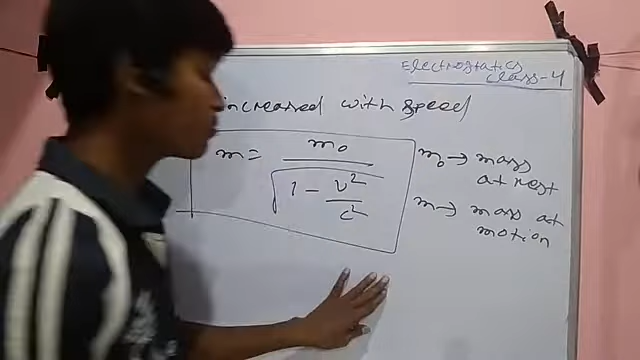 Electrostatics
class-4
increased with speed
m = m₀ / √(1 - v²/c²)
m₀ → mass
at rest
m → mass at
motion